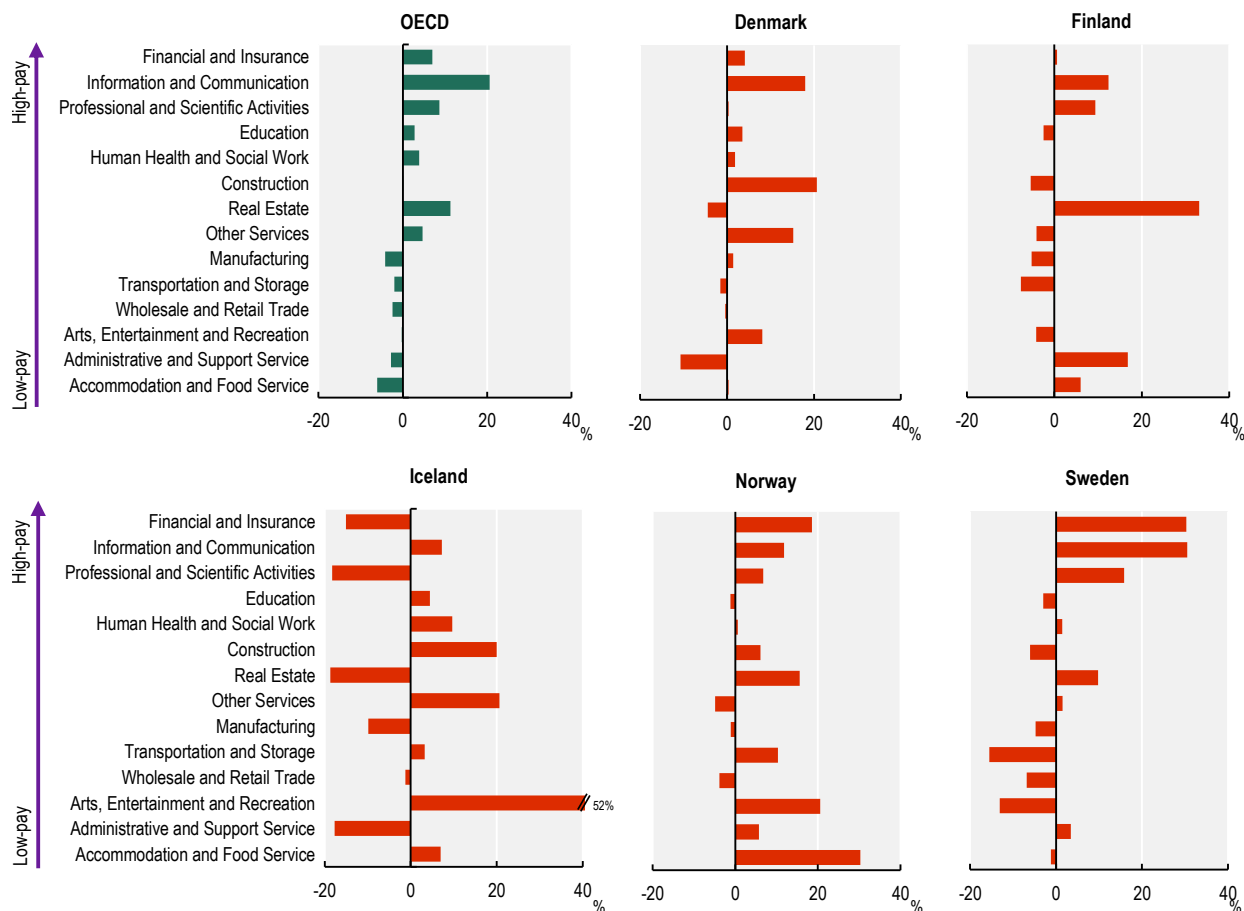 OECD
Denmark
Finland
High-pay
Low-pay
Financial and Insurance
Information and Communication
Professional and Scientific Activities
Education
Human Health and Social Work
Construction
Real Estate
Other Services
Manufacturing
Transportation and Storage
Wholesale and Retail Trade
Arts, Entertainment and Recreation
Administrative and Support Service
Accommodation and Food Service
-20 0 20 40
%
-20 0 20 40
%
-20 0 20 40
%
Iceland
Norway
Sweden
High-pay
Low-pay
Financial and Insurance
Information and Communication
Professional and Scientific Activities
Education
Human Health and Social Work
Construction
Real Estate
Other Services
Manufacturing
Transportation and Storage
Wholesale and Retail Trade
Arts, Entertainment and Recreation
52%
Administrative and Support Service
Accommodation and Food Service
-20 0 20 40
%
-20 0 20 40
%
-20 0 20 40
%